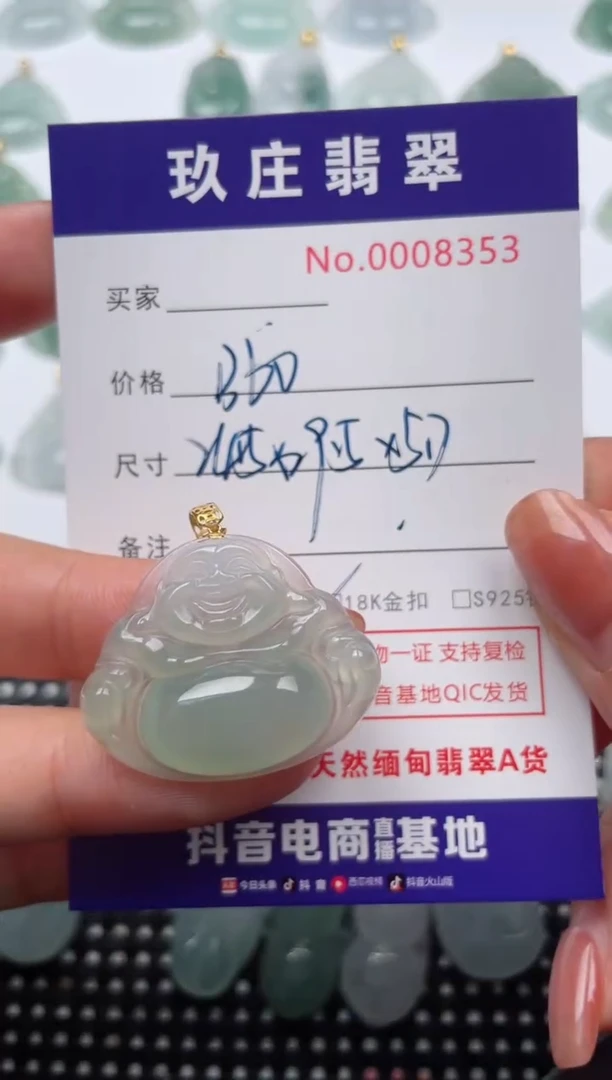 玖庄翡翠
No.0008353
买家
价格
尺寸
备注
18K金扣 □S925
物一证 支持复检
音基地QIC发货
天然缅甸翡翠A货
抖音电商直播基地
今日头条 抖音 西瓜视频 抖音火山版